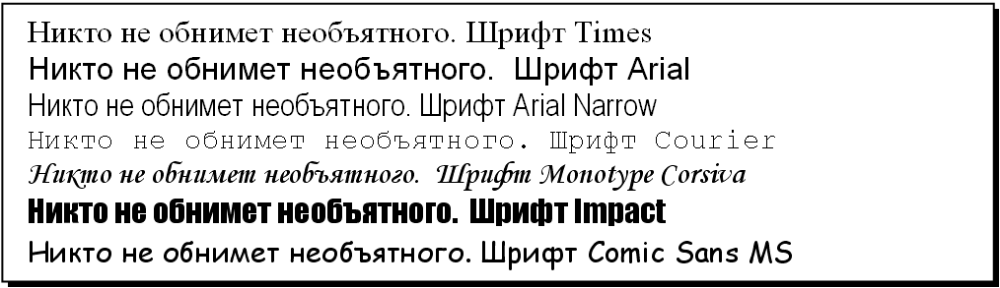 Никто не обнимет необъятного. Шрифт Times
Никто не обнимет необъятного.  Шрифт Arial
Никто не обнимет необъятного. Шрифт Arial Narrow
Никто не обнимет необъятного. Шрифт Courier
Никто не обнимет необъятного.  Шрифт Monotype Corsiva
Никто не обнимет необъятного.  Шрифт Impact
Никто не обнимет необъятного. Шрифт Comic Sans MS